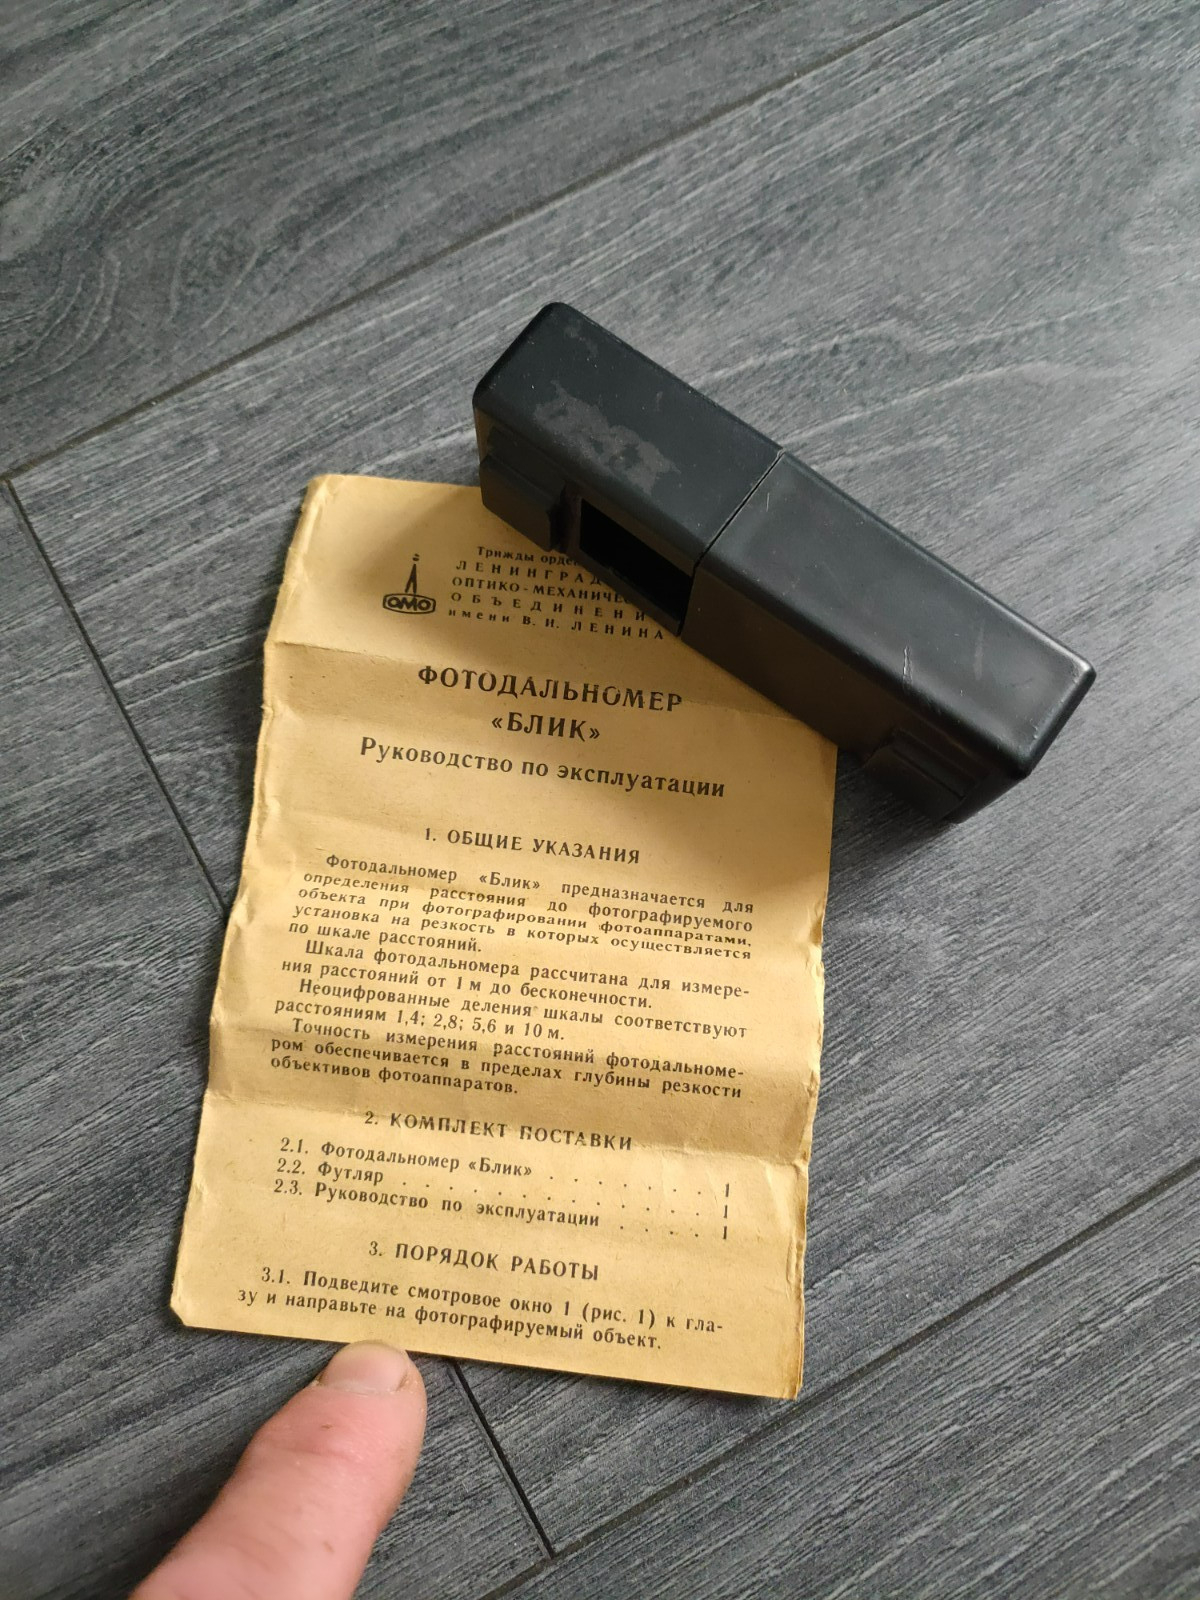 Трижды
ЛЕНИНГРАД
ОПТИКО-МЕХАНИЧЕС
ОБЪЕДИНЕНИ
имени В. И. ЛЕНИНА
ОМО
ФОТОДАЛЬНОМЕР
«БЛИК»
Руководство по эксплуатации
1. ОБЩИЕ УКАЗАНИЯ
Фотодальномер «Блик» предназначается для
определения расстояния до фотографируемого
объекта при фотографировании фотоаппаратами,
установка на резкость в которых осуществляется
по шкале расстояний.
Шкала фотодальномера рассчитана для измере-
ния расстояний от 1 м до бесконечности.
Неоцифрованные деления шкалы соответствуют
расстояниям 1,4; 2,8; 5,6 и 10 м.
Точность измерения расстояний фотодальноме-
ром обеспечивается в пределах глубины резкости
объективов фотоаппаратов.
2. КОМПЛЕКТ ПОСТАВКИ
2.1. Фотодальномер «Блик» . . . . . . . 1
2.2. Футляр . . . . . . . . . . . . 1
2.3. Руководство по эксплуатации . . . . 1
3. ПОРЯДОК РАБОТЫ
3.1. Подведите смотровое окно 1 (рис. 1) к гла-
зу и направьте на фотографируемый объект.